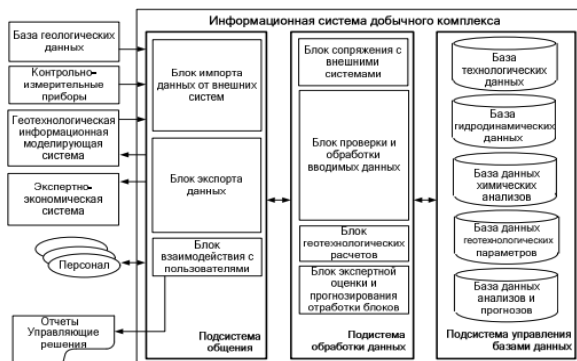 Информационная система добычного комплекса
База геологических
данных
Контрольно-
измерительные
приборы
Геотехнологическая
информационная
моделирующая
система
Экспертно-
экономическая
система
Персонал
Отчеты
Управляющие
решения
Блок импорта
данных от внешних
систем
Блок экспорта
данных
Блок
взаимодействия с
пользователями
Подсистема
общения
Блок сопряжения с
внешними
системами
Блок проверки и
обработки
вводимых данных
Блок
геотехнологических
расчетов
Блок экспертной
оценки и
прогнозирования
отработки блоков
Подистема
обработки данных
База
технологических
данных
База
гидродинамических
данных
База данных
химических
анализов
База данных
геотехнологических
параметров
База данных
анализов и
прогнозов
Подсистема управления
базами данных